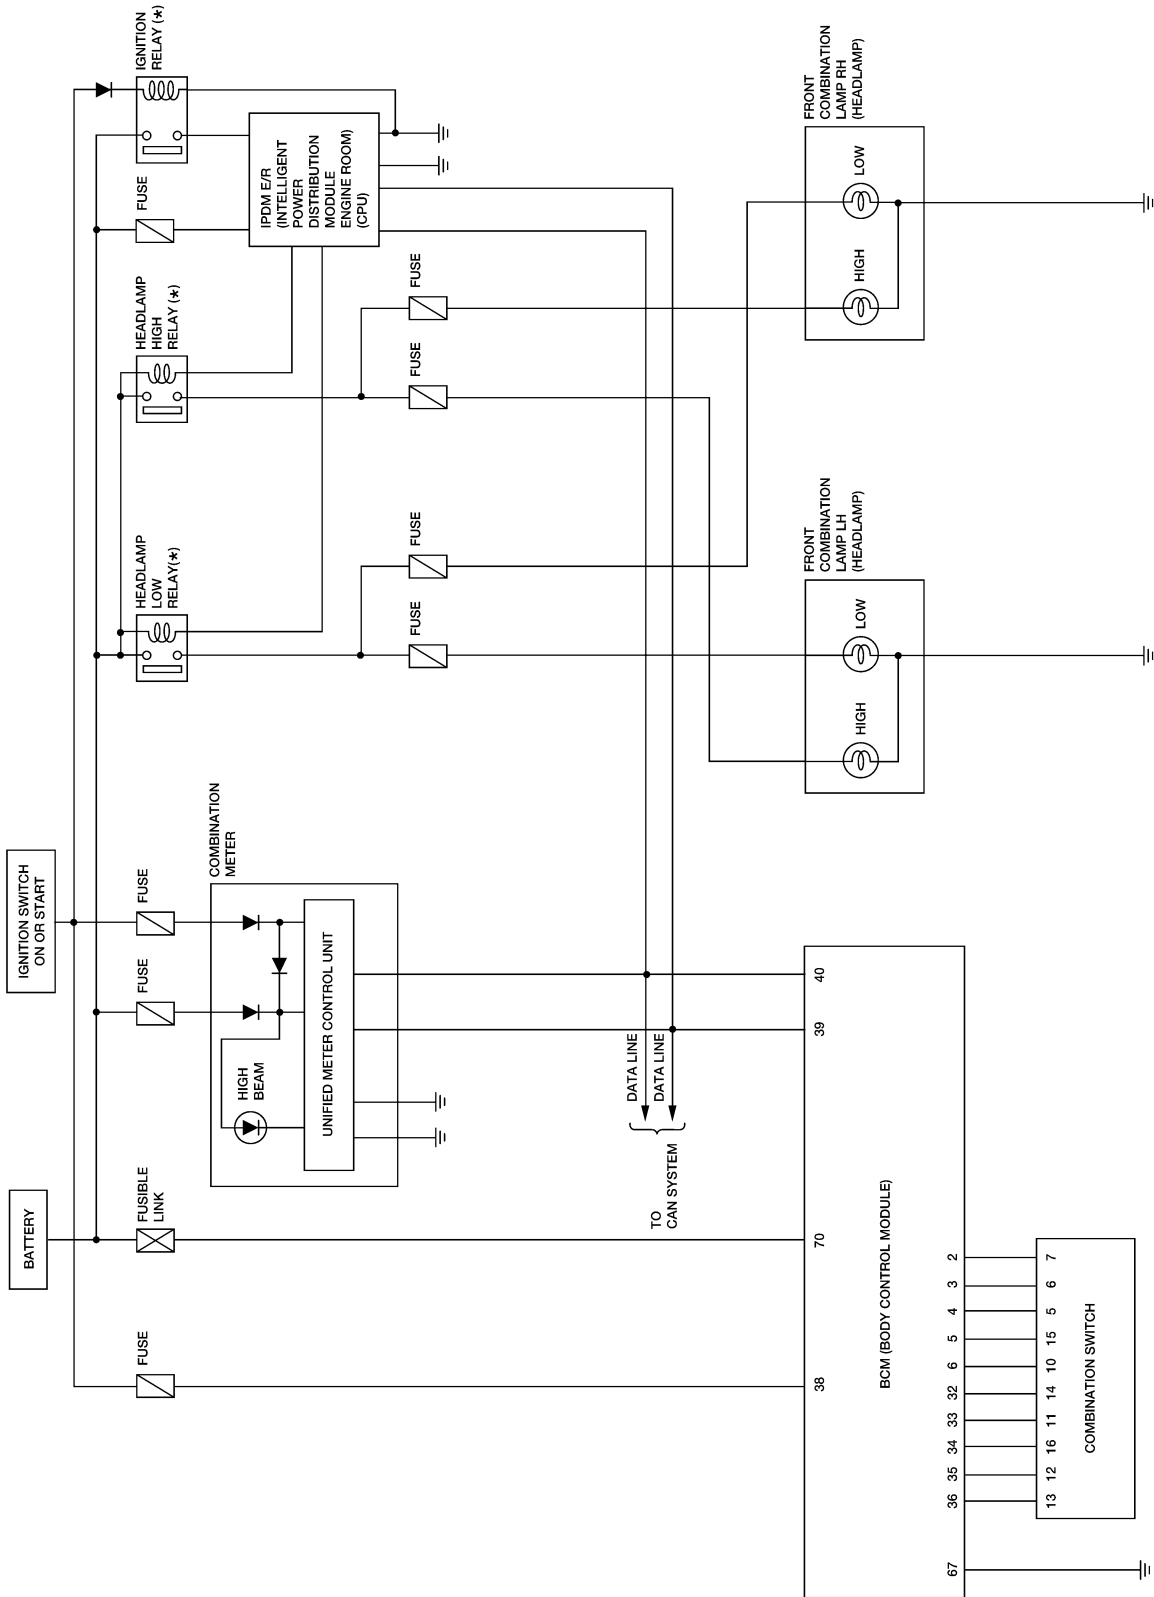 BATTERY
IGNITION SWITCH
ON OR START
FUSE
FUSIBLE
LINK
FUSE
FUSE
HEADLAMP
LOW
RELAY(*)
HEADLAMP
HIGH
RELAY (*)
FUSE
IGNITION
RELAY (*)
COMBINATION
METER
HIGH
BEAM
UNIFIED METER CONTROL UNIT
IPDM E/R
(INTELLIGENT
POWER
DISTRIBUTION
MODULE
ENGINE ROOM)
(CPU)
FUSE
FUSE
FUSE
FUSE
DATA LINE
DATA LINE
TO
CAN SYSTEM
FRONT
COMBINATION
LAMP LH
(HEADLAMP)
HIGH
LOW
FRONT
COMBINATION
LAMP RH
(HEADLAMP)
HIGH
LOW
38
70
39
40
BCM (BODY CONTROL MODULE)
67
36
35
34
33
32
6
5
4
3
2
13
12
16
11
14
10
15
5
6
7
COMBINATION SWITCH